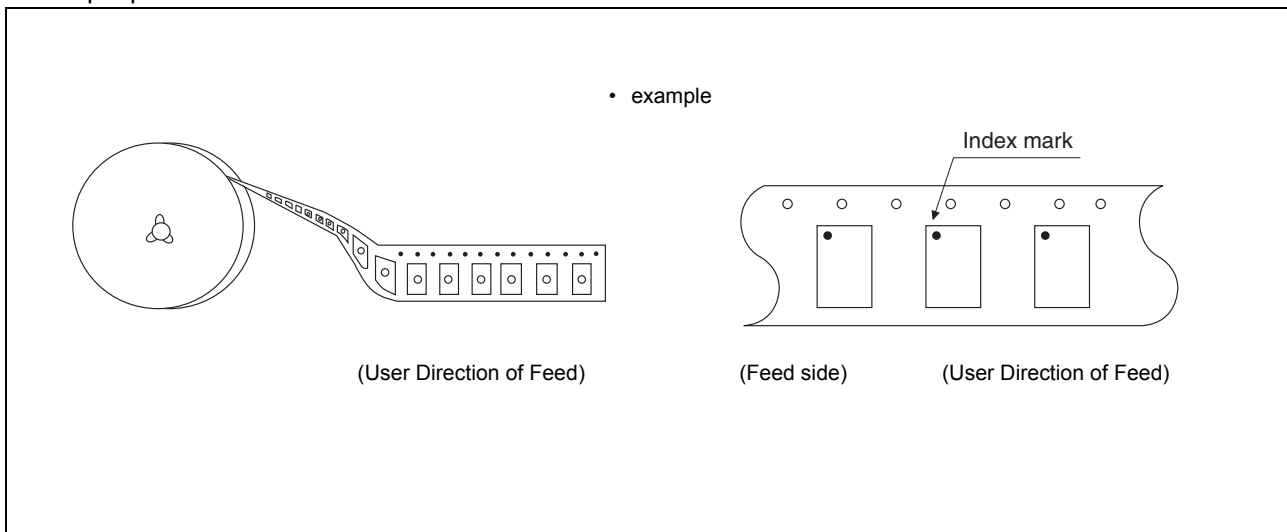 • example
Index mark
(User Direction of Feed)
(Feed side)
(User Direction of Feed)